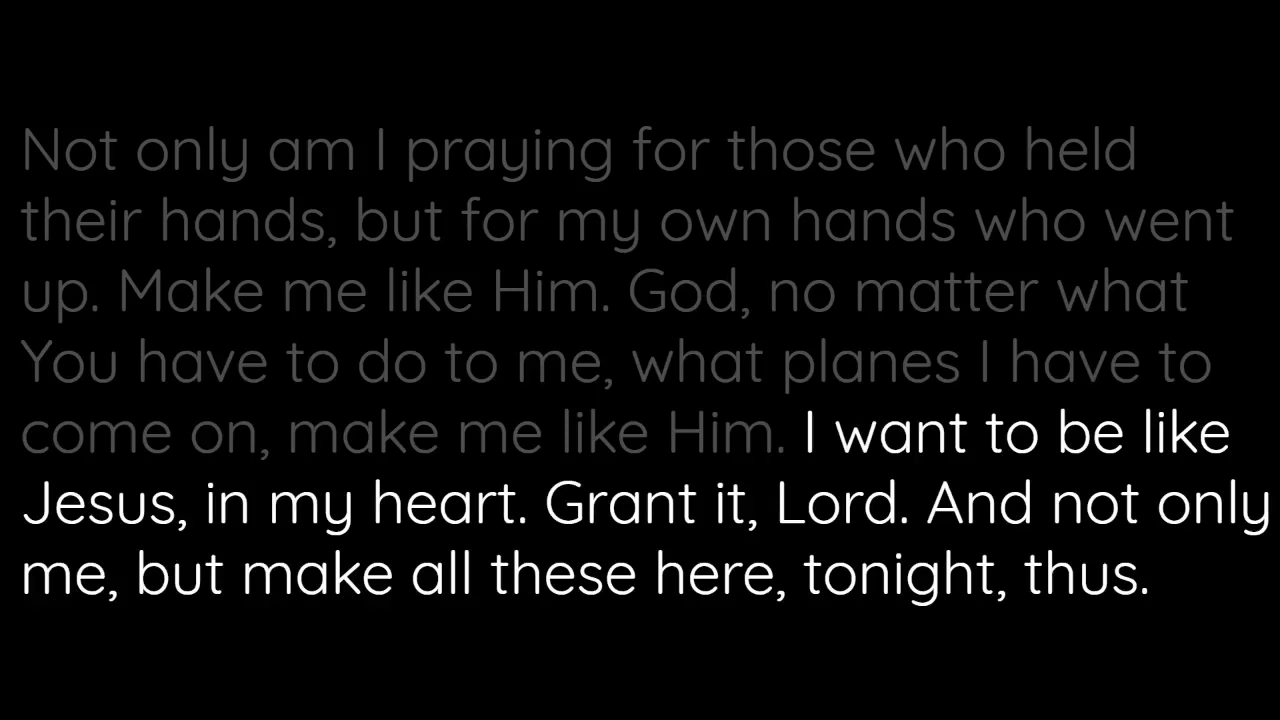 Not only am I praying for those who held
their hands, but for my own hands who went
up. Make me like Him. God, no matter what
You have to do to me, what planes I have to
come on, make me like Him. I want to be like
Jesus, in my heart. Grant it, Lord. And not only
me, but make all these here, tonight, thus.